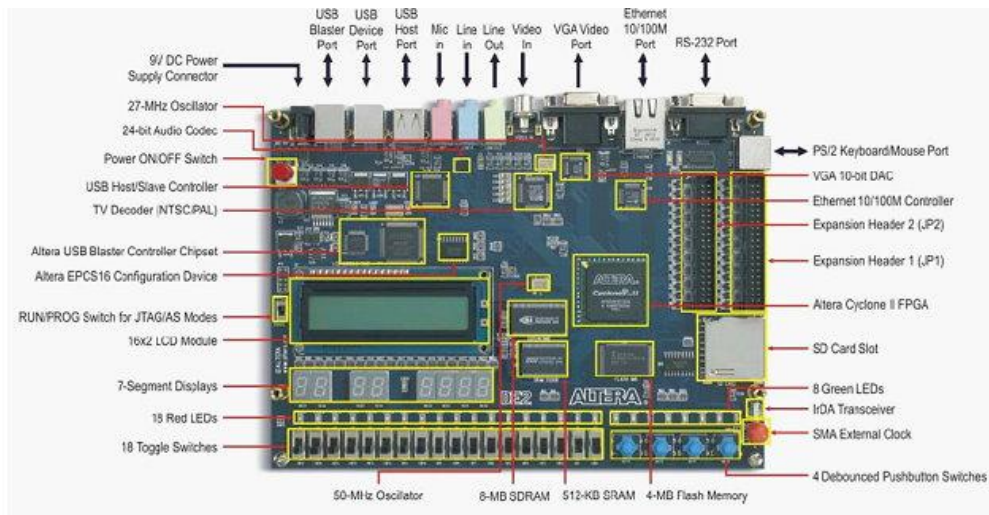 USB
Blaster
Port
USB
Device
Port
USB
Host
Port
Mic
in
Line
in
Line
Out
Video
In
VGA Video
Port
Ethernet
10/100M
Port
RS-232 Port
9V DC Power
Supply Connector
27-MHz Oscillator
24-bit Audio Codec
Power ON/OFF Switch
USB Host/Slave Controller
TV Decoder (NTSC/PAL)
Altera USB Blaster Controller Chipset
Altera EPCS16 Configuration Device
RUN/PROG Switch for JTAG/AS Modes
16x2 LCD Module
7-Segment Displays
18 Red LEDs
18 Toggle Switches
PS/2 Keyboard/Mouse Port
VGA 10-bit DAC
Ethernet 10/100M Controller
Expansion Header 2 (JP2)
Expansion Header 1 (JP1)
Altera Cyclone II FPGA
SD Card Slot
8 Green LEDs
IrDA Transceiver
SMA External Clock
4 Debounced Pushbutton Switches
50-MHz Oscillator
8-MB SDRAM
512-KB SRAM
4-MB Flash Memory
ALTERA
Cyclone II
DE2
ALTERA